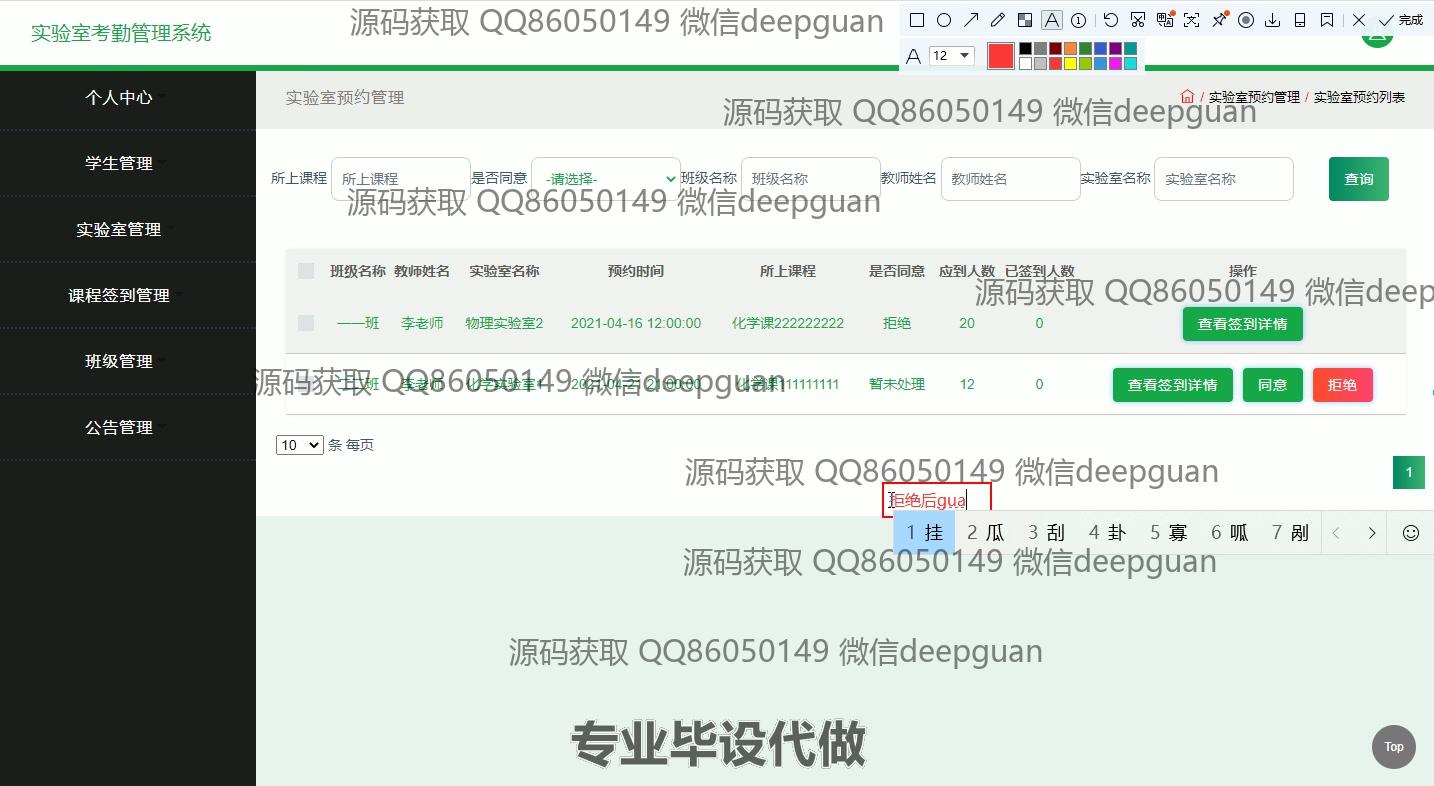 实验室考勤管理系统
源码获取 QQ86050149 微信deepguan
完成
A 12
个人中心
学生管理
实验室管理
课程签到管理
班级管理
公告管理
实验室预约管理
/ 实验室预约管理 / 实验室预约列表
源码获取 QQ86050149 微信deepguan
所上课程 所上课程 是否同意 -请选择- 班级名称 班级名称 教师姓名 教师姓名 实验室名称 实验室名称 查询
源码获取 QQ86050149 微信deepguan
班级名称 教师姓名 实验室名称 预约时间 所上课程 是否同意 应到人数 已签到人数 操作
源码获取 QQ86050149 微信deep
一一班 李老师 物理实验室2 2021-04-16 12:00:00 化学课222222222 拒绝 20 0 查看签到详情
二班 李老师 化学实验室1 2021-04-21 21:00:00 化学课111111111 暂未处理 12 0 查看签到详情 同意 拒绝
源码获取 QQ86050149 微信deepguan
10 条 每页
源码获取 QQ86050149 微信deepguan
1
拒绝后gua
1 挂 2 瓜 3 刮 4 卦 5 寡 6 呱 7 剐
源码获取 QQ86050149 微信deepguan
源码获取 QQ86050149 微信deepguan
专业毕设代做
Top